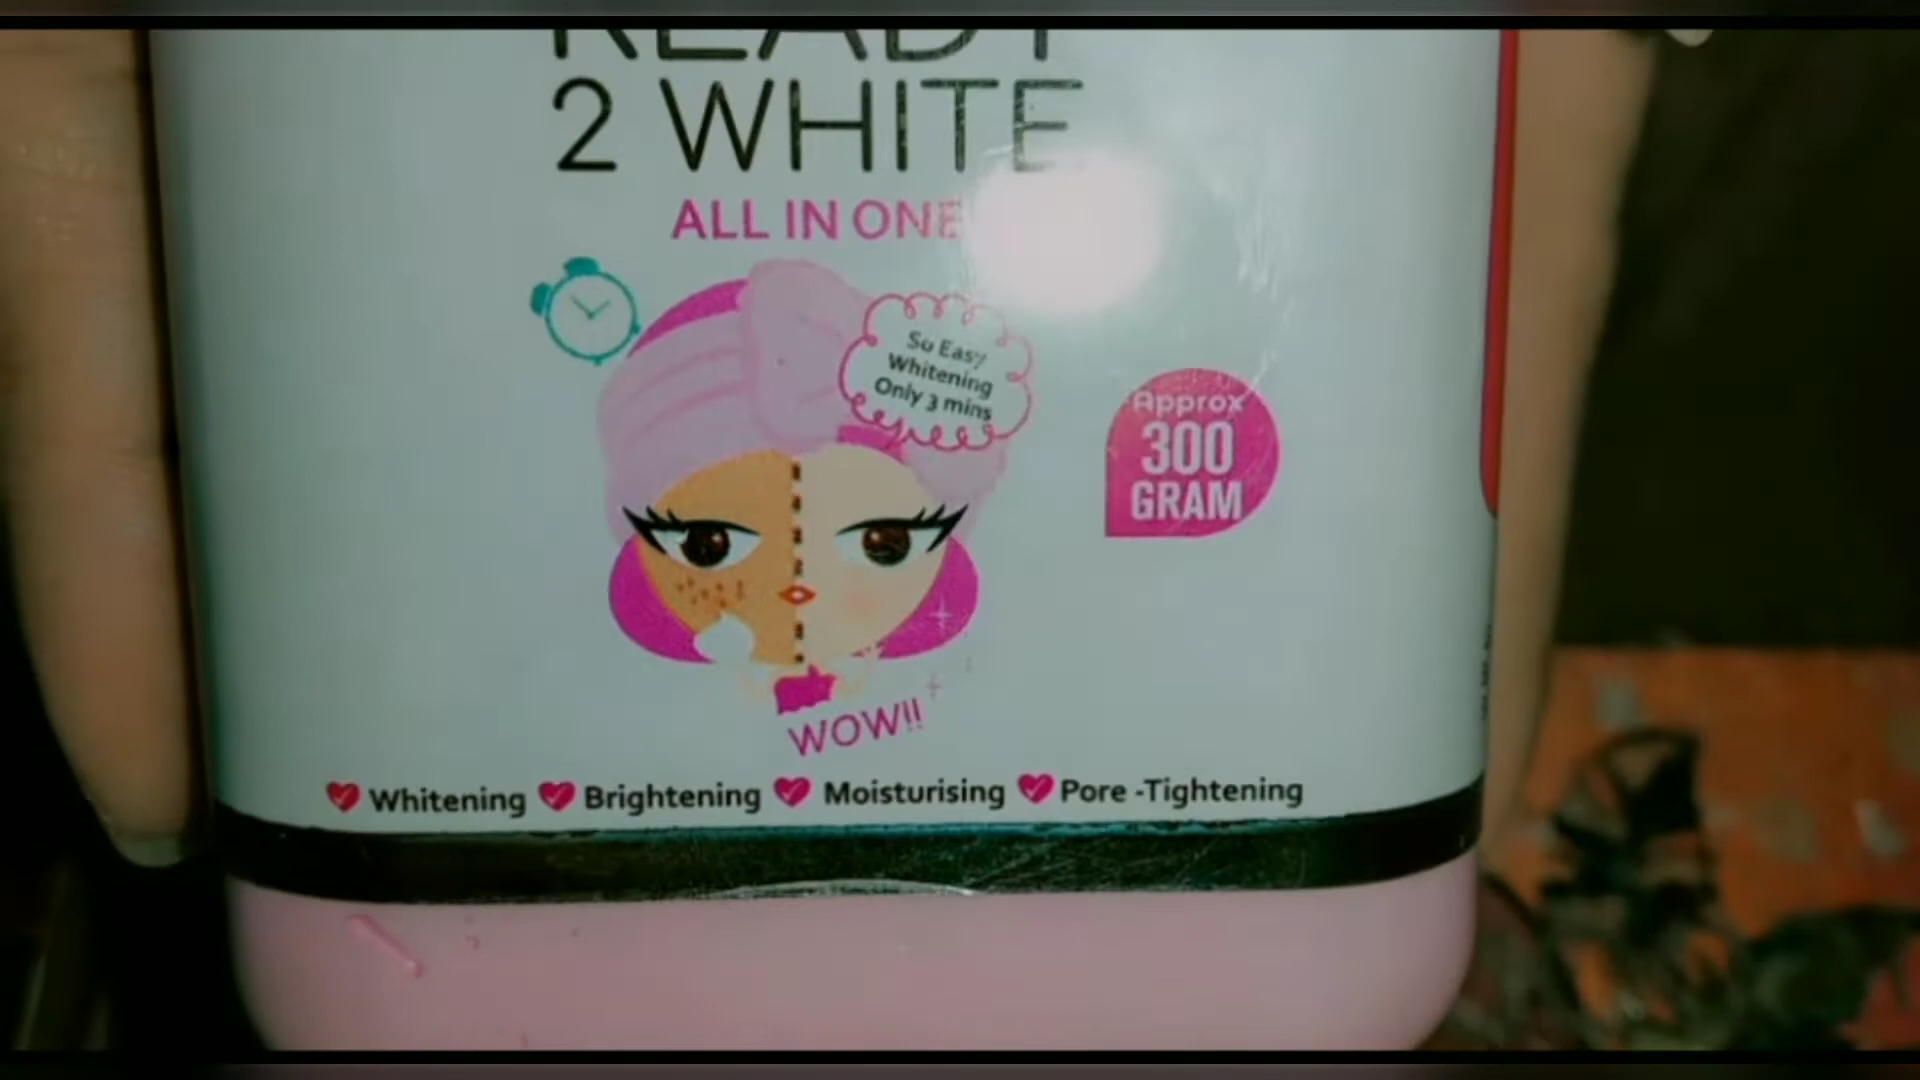 READY
2 WHITE
ALL IN ONE
So Easy
Whitening
Only 3 mins
Approx
300
GRAM
WOW!!
Whitening Brightening Moisturising Pore -Tightening